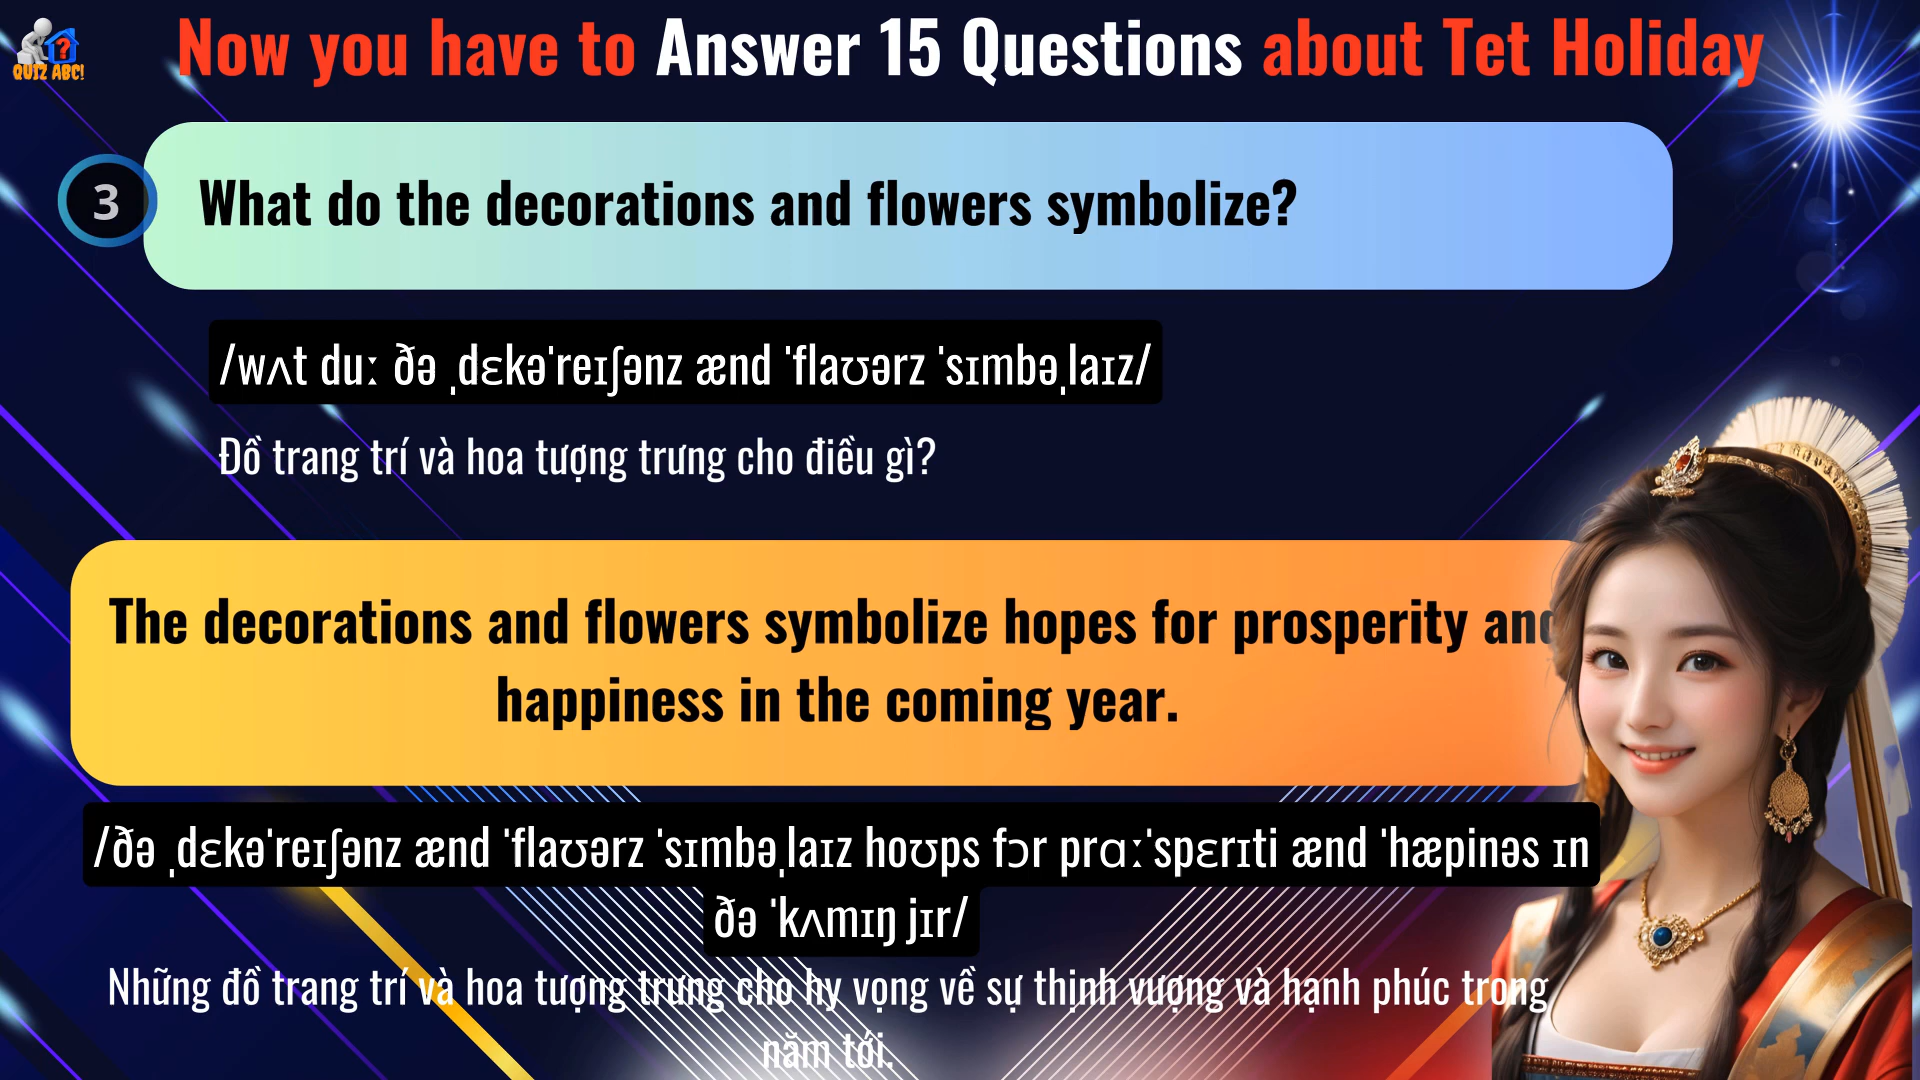 QUIZ ABC!
Now you have to Answer 15 Questions about Tet Holiday
3
What do the decorations and flowers symbolize?
/wʌt duː ðə ˌdɛkəˈreɪʃənz ænd ˈflaʊərz ˈsɪmbəˌlaɪz/
Đồ trang trí và hoa tượng trưng cho điều gì?
The decorations and flowers symbolize hopes for prosperity and
happiness in the coming year.
/ðə ˌdɛkəˈreɪʃənz ænd ˈflaʊərz ˈsɪmbəˌlaɪz hoʊps fɔr prɑːˈspɛrɪti ænd ˈhæpinəs ɪn
ðə ˈkʌmɪŋ jɪr/
Những đồ trang trí và hoa tượng trưng cho hy vọng về sự thịnh vượng và hạnh phúc trong
năm tới.